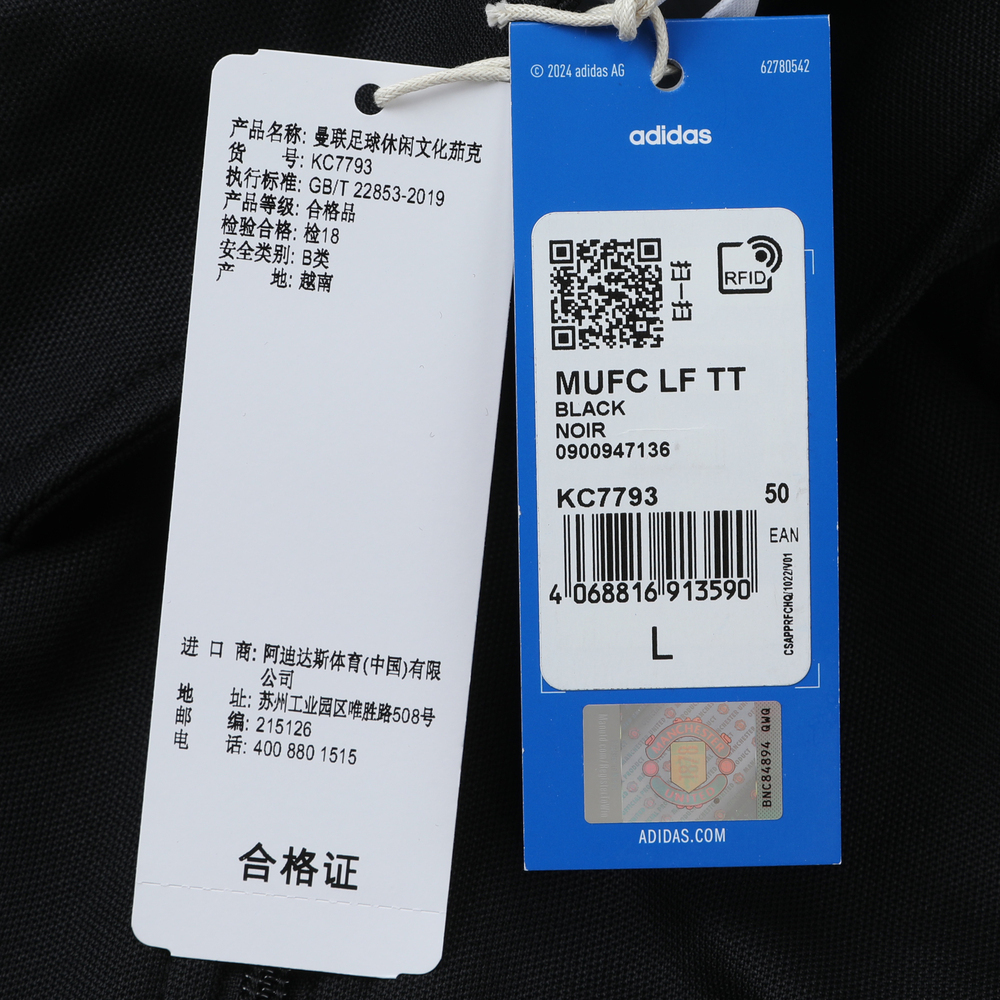 产品名称: 曼联足球休闲文化茄克
货 号: KC7793
执行标准: GB/T 22853-2019
产品等级: 合格品
检验合格: 检18
安全类别: B类
产 地: 越南
进 口 商: 阿迪达斯体育(中国)有限
公司
地 址: 苏州工业园区唯胜路508号
邮 编: 215126
电 话: 400 880 1515
合格证
© 2024 adidas AG
62780542
adidas
RFID
MUFC LF TT
BLACK
NOIR
0900947136
KC7793 50
EAN
4 068816 913590
CSAPPRFCHQ/1022/V01
L
MANCHESTER
1878
BNC84894 QWQ
ADIDAS.COM